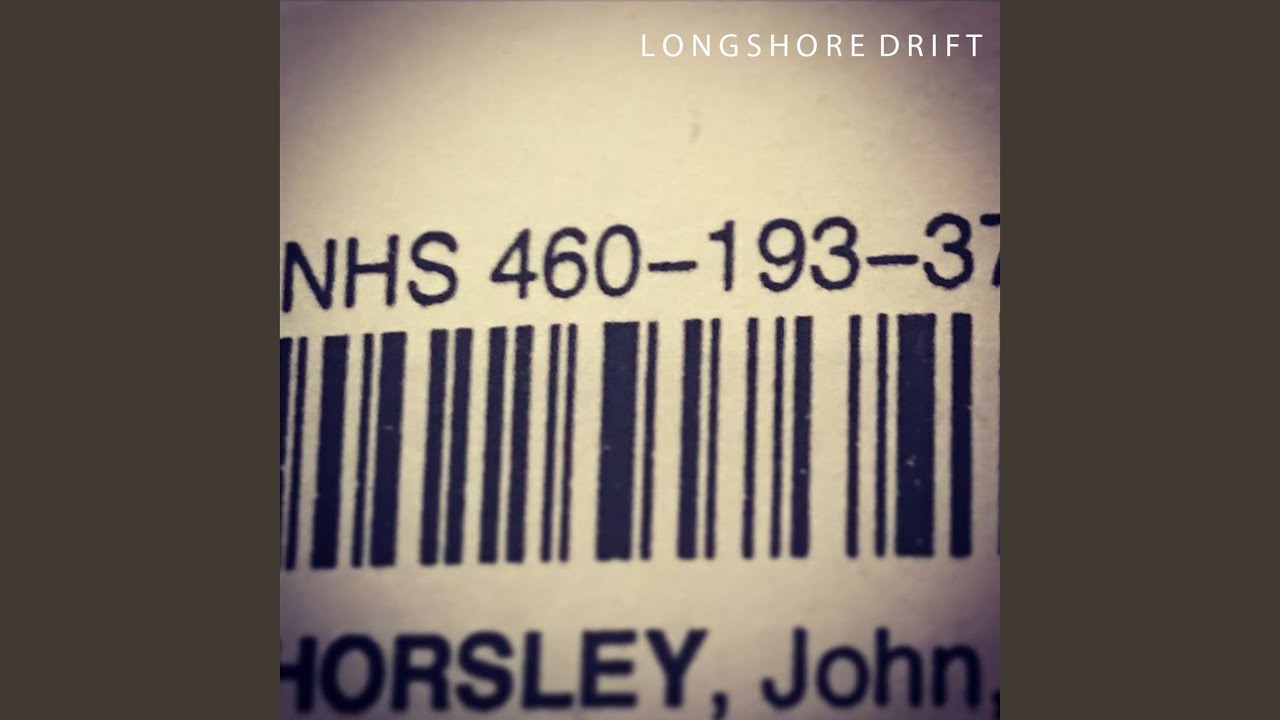 LONGSHORE DRIFT
NHS 460-193-37
HORSLEY, John,